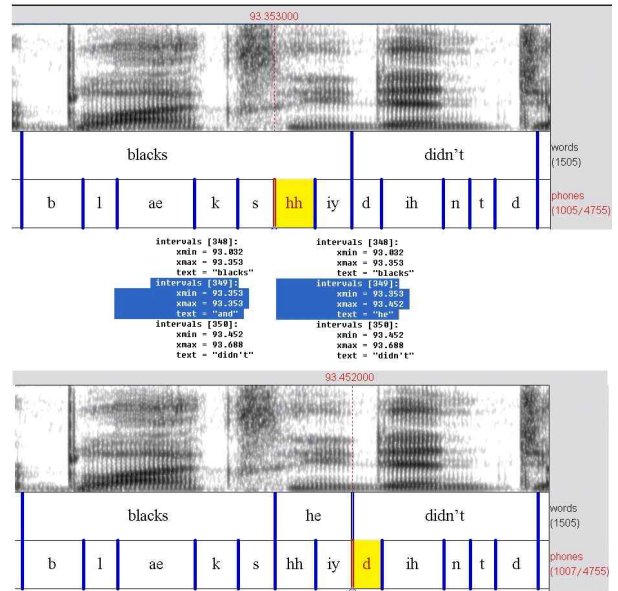 93.353000
blacks didn't words
(1505)
b l ae k s hh iy d ih n t d phones
(1005/4755)
intervals [348]:
xmin = 93.032
xmax = 93.353
text = "blacks"
intervals [349]:
xmin = 93.353
xmax = 93.353
text = "and"
intervals [350]:
xmin = 93.452
xmax = 93.688
text = "didn't"
intervals [348]:
xmin = 93.032
xmax = 93.353
text = "blacks"
intervals [349]:
xmin = 93.353
xmax = 93.452
text = "he"
intervals [350]:
xmin = 93.452
xmax = 93.688
text = "didn't"
93.452000
blacks he didn't words
(1505)
b l ae k s hh iy d ih n t d phones
(1007/4755)